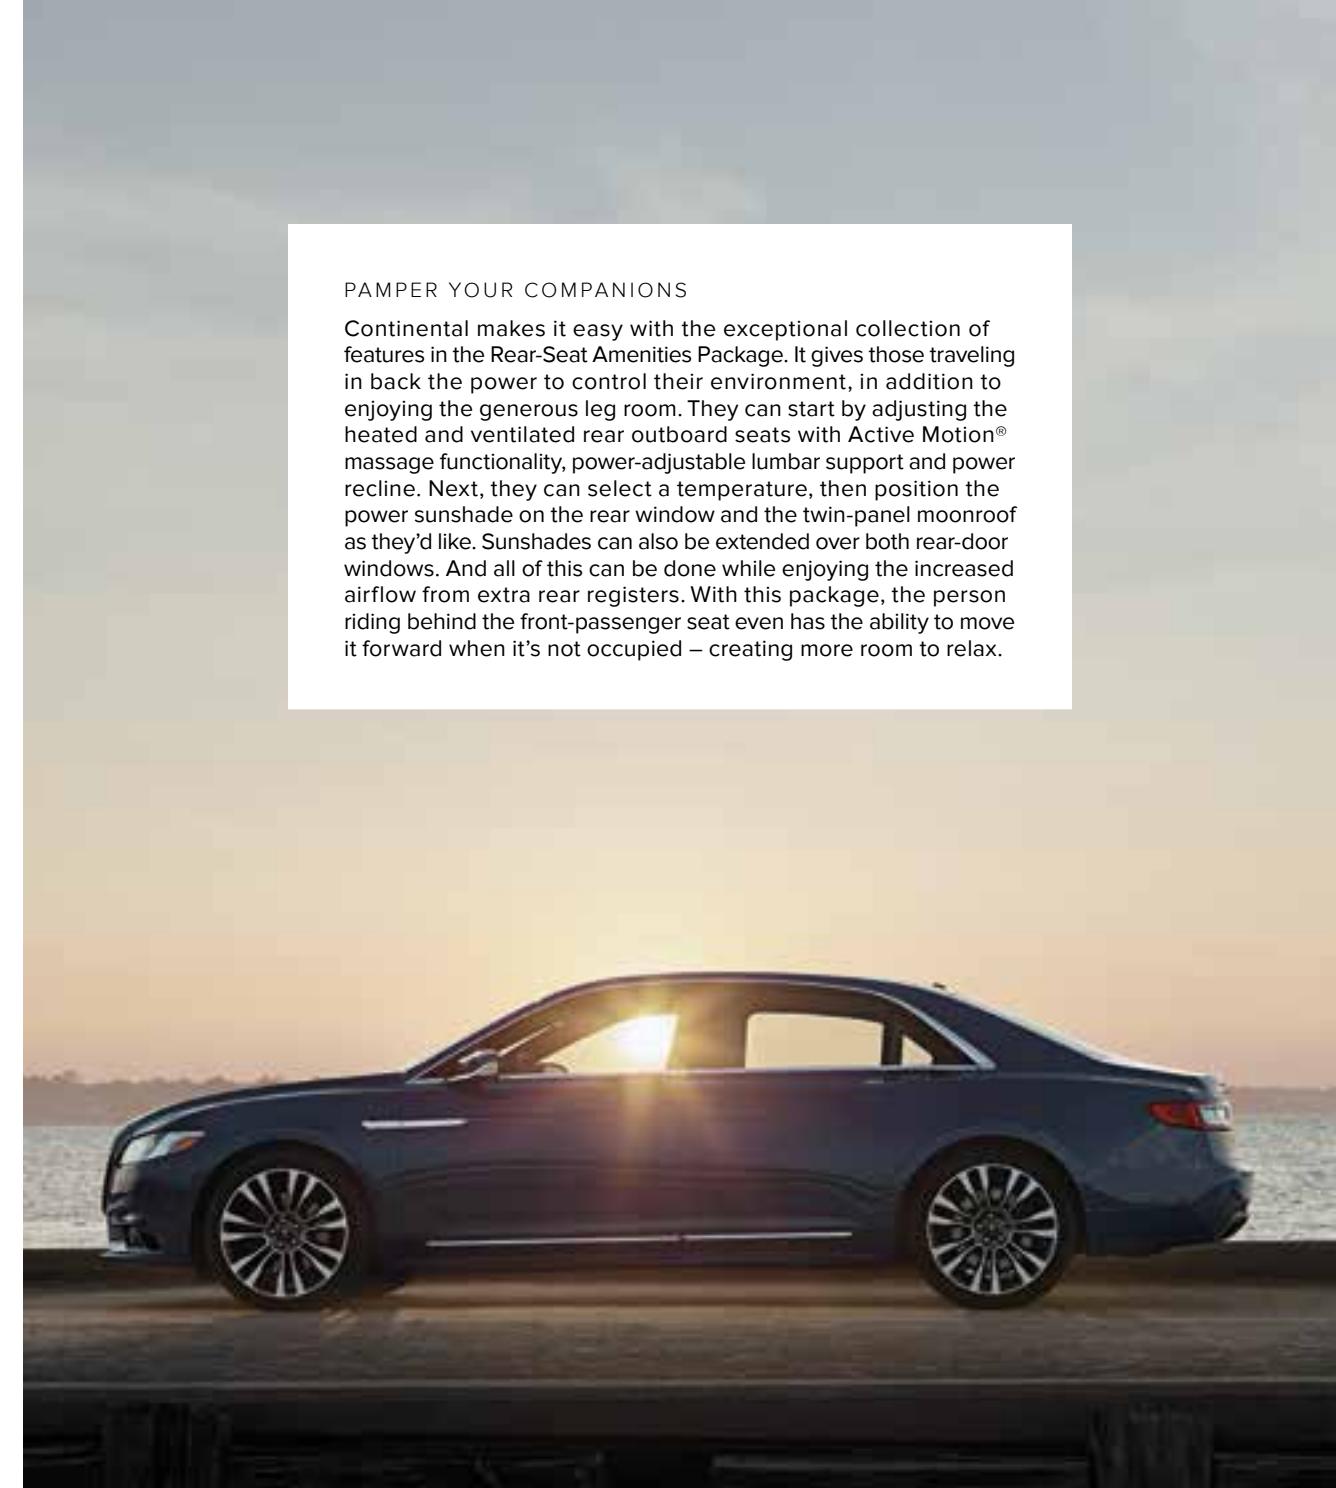 PAMPER YOUR COMPANIONS
Continental makes it easy with the exceptional collection of
features in the Rear-Seat Amenities Package. It gives those traveling
in back the power to control their environment, in addition to
enjoying the generous leg room. They can start by adjusting the
heated and ventilated rear outboard seats with Active Motion®
massage functionality, power-adjustable lumbar support and power
recline. Next, they can select a temperature, then position the
power sunshade on the rear window and the twin-panel moonroof
as they’d like. Sunshades can also be extended over both rear-door
windows. And all of this can be done while enjoying the increased
airflow from extra rear registers. With this package, the person
riding behind the front-passenger seat even has the ability to move
it forward when it’s not occupied – creating more room to relax.